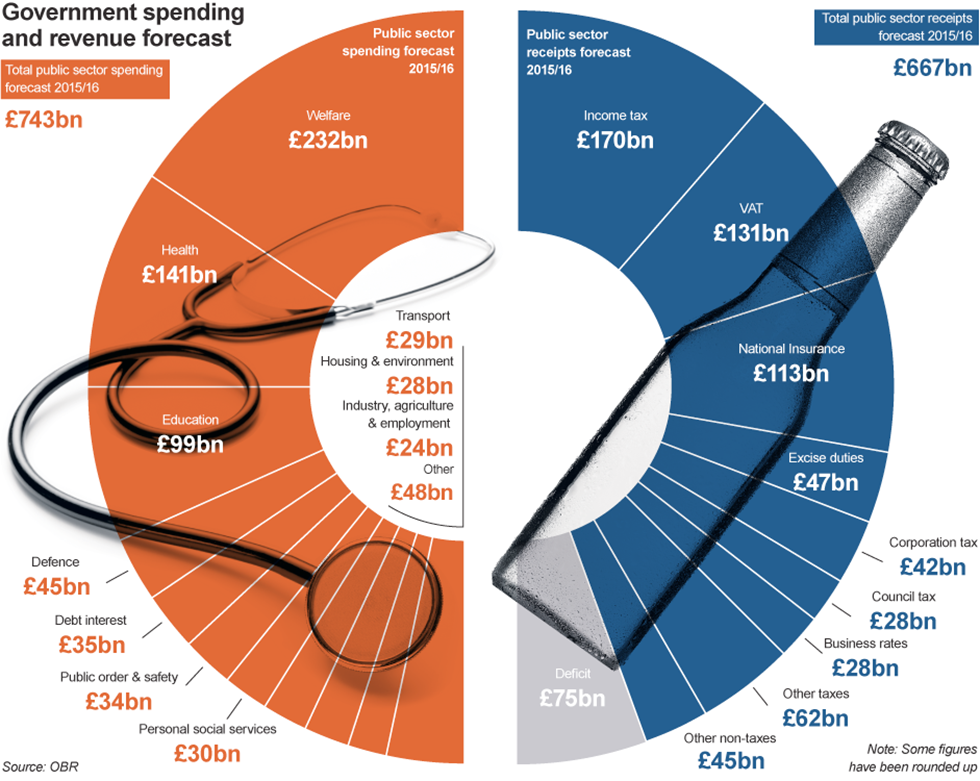 Government spending
and revenue forecast
Total public sector spending
forecast 2015/16
£743bn
Public sector
spending forecast
2015/16
Welfare
£232bn
Health
£141bn
Education
£99bn
Defence
£45bn
Debt interest
£35bn
Public order & safety
£34bn
Personal social services
£30bn
Transport
£29bn
Housing & environment
£28bn
Industry, agriculture
& employment
£24bn
Other
£48bn
Source: OBR
Public sector
receipts forecast
2015/16
Total public sector receipts
forecast 2015/16
£667bn
Income tax
£170bn
VAT
£131bn
National Insurance
£113bn
Excise duties
£47bn
Corporation tax
£42bn
Council tax
£28bn
Business rates
£28bn
Other taxes
£62bn
Other non-taxes
£45bn
Deficit
£75bn
Note: Some figures
have been rounded up